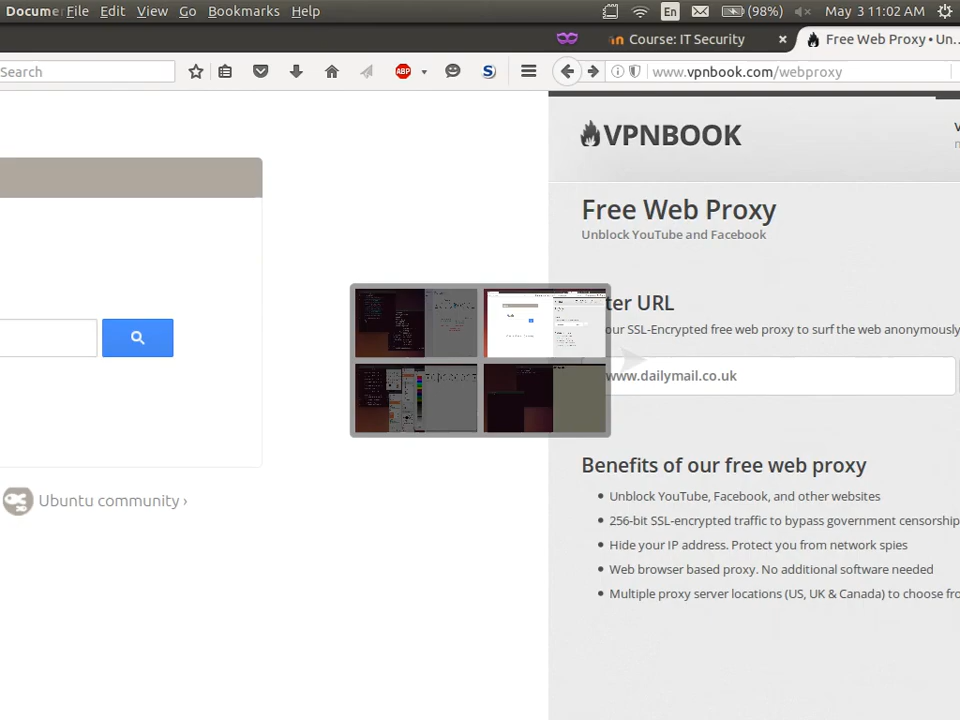 Docume File Edit View Go Bookmarks Help En (98%) May 3 11:02 AM
Course: IT Security × Free Web Proxy • Un...
Search ABP S www.vpnbook.com/webproxy
VPNBOOK
Free Web Proxy
Unblock YouTube and Facebook
ter URL
our SSL-Encrypted free web proxy to surf the web anonymously
www.dailymail.co.uk
Benefits of our free web proxy
• Unblock YouTube, Facebook, and other websites
• 256-bit SSL-encrypted traffic to bypass government censorship
• Hide your IP address. Protect you from network spies
• Web browser based proxy. No additional software needed
• Multiple proxy server locations (US, UK & Canada) to choose fro
Ubuntu community ›